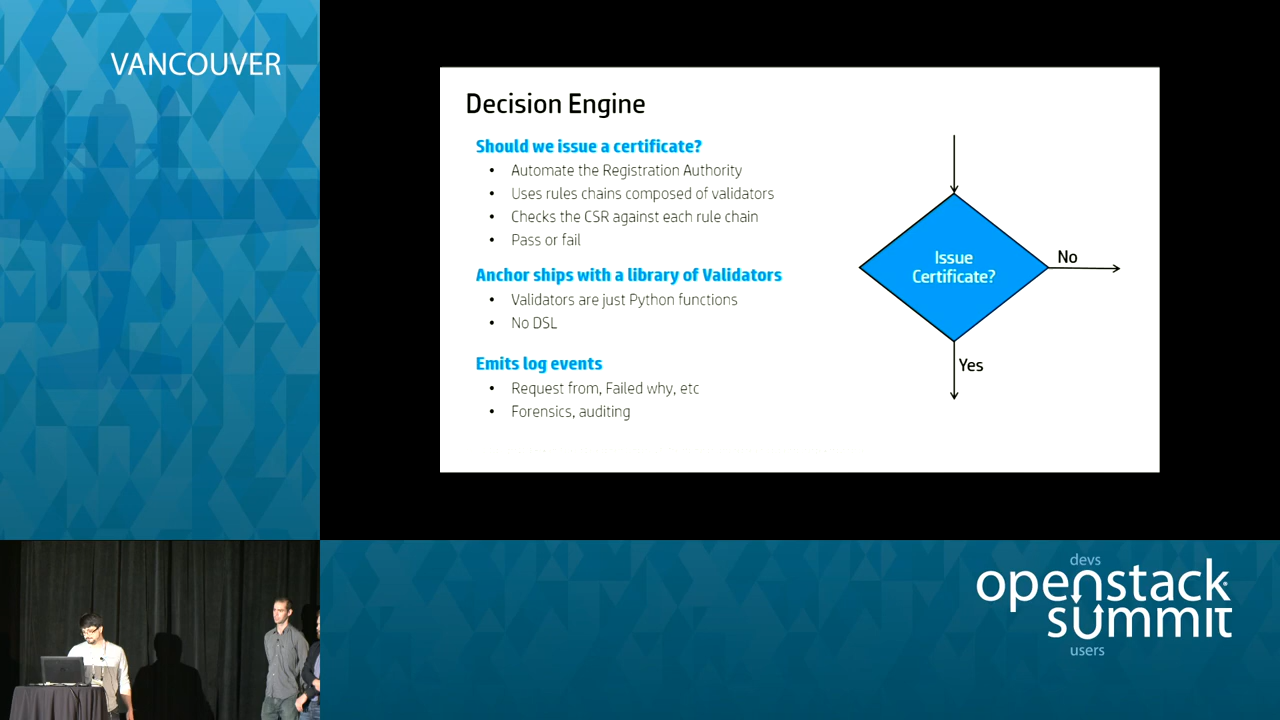 VANCOUVER
Decision Engine
Should we issue a certificate?
• Automate the Registration Authority
• Uses rules chains composed of validators
• Checks the CSR against each rule chain
• Pass or fail
Anchor ships with a library of Validators
• Validators are just Python functions
• No DSL
Emits log events
• Request from, Failed why, etc
• Forensics, auditing
Issue
Certificate?
No
Yes
devs
openstack
summit
users